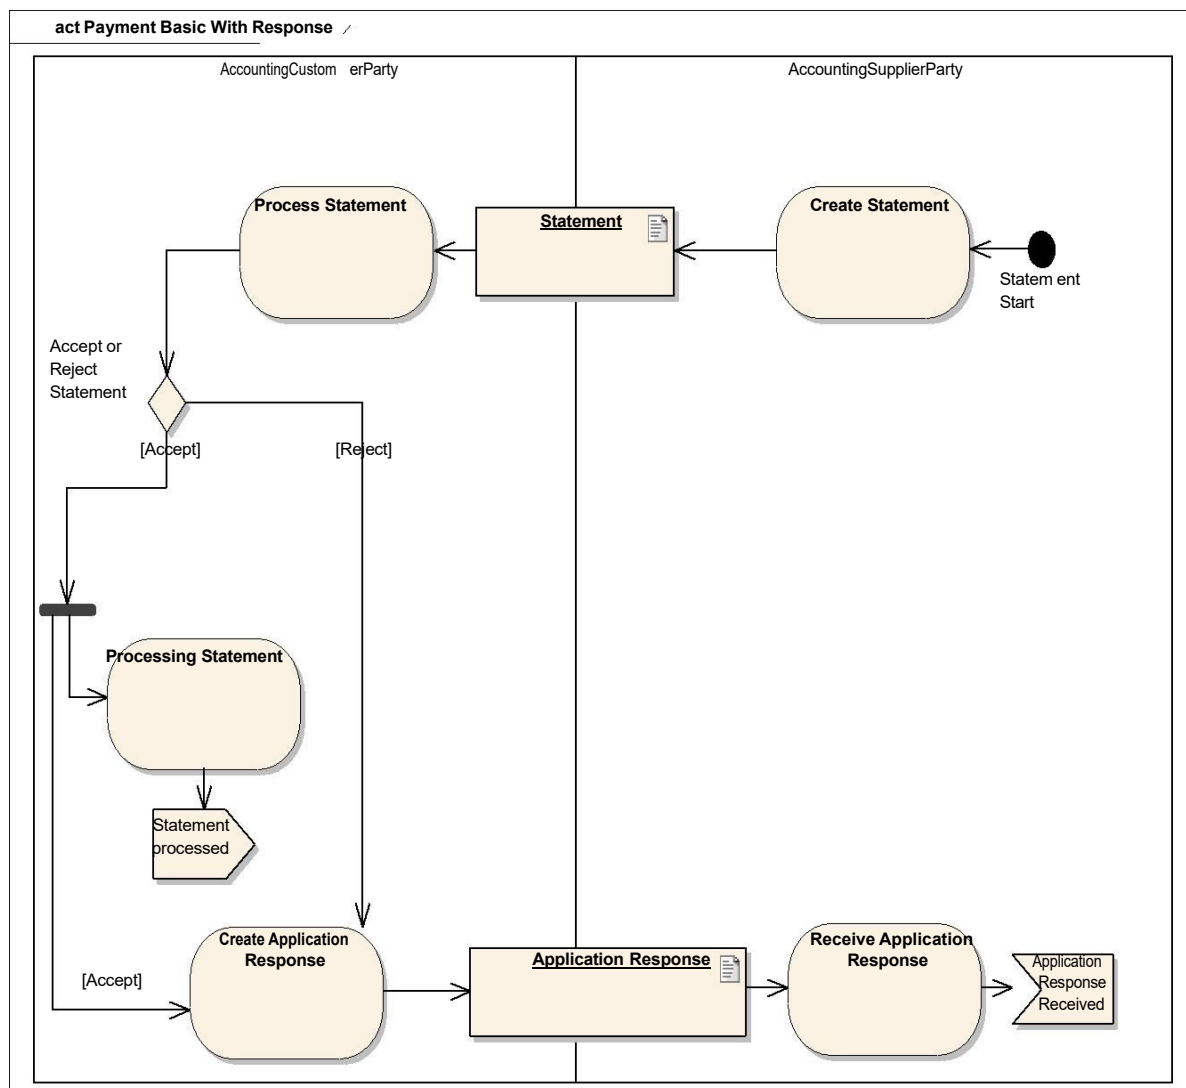 act Payment Basic With Response
AccountingCustom erParty
AccountingSupplierParty
Process Statement
Statement
Create Statement
Statem ent
Start
Accept or
Reject
Statement
[Accept]
[Reject]
Processing Statement
Statement
processed
Create Application
Response
Application Response
Receive Application
Response
Application
Response
Received
[Accept]